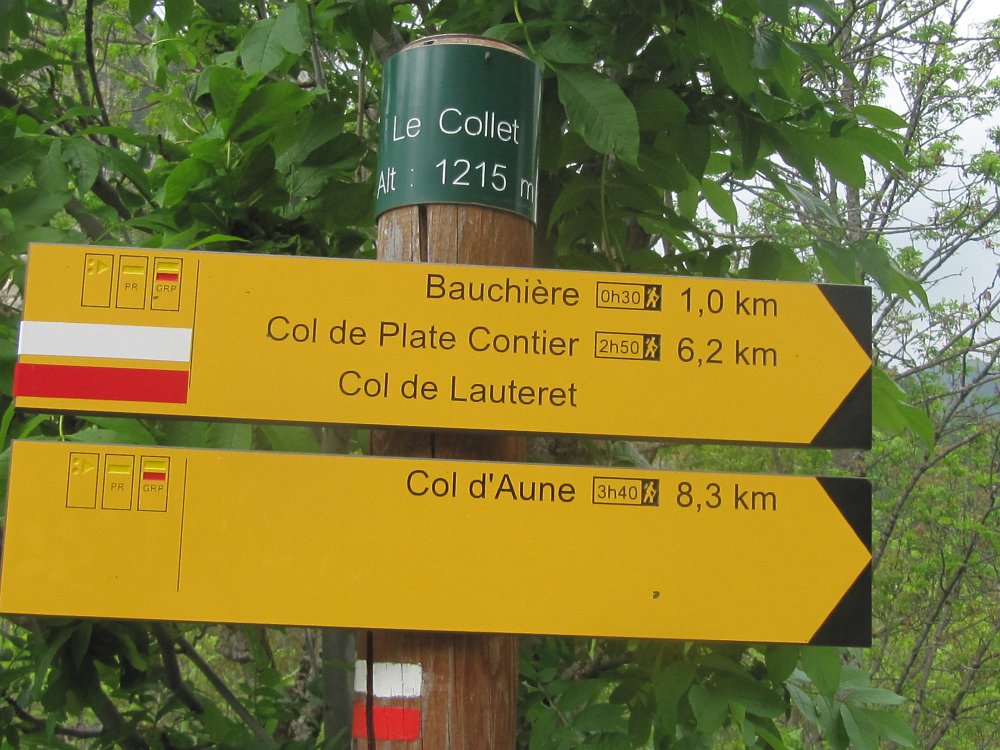 Le Collet
Alt : 1215 m
PR GRP
Bauchière 0h30 1,0 km
Col de Plate Contier 2h50 6,2 km
Col de Lauteret
PR GRP
Col d'Aune 3h40 8,3 km